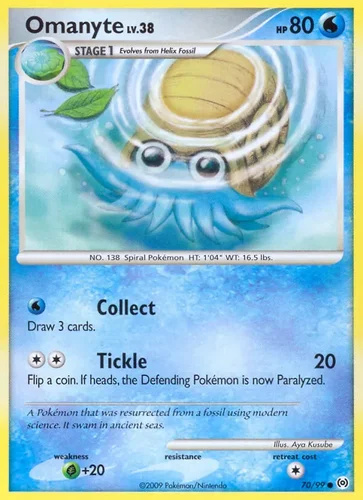 Omanyte LV.38 HP 80
STAGE 1 Evolves from Helix Fossil
NO. 138 Spiral Pokémon HT: 1'04" WT: 16.5 lbs.
Collect
Draw 3 cards.
Tickle 20
Flip a coin. If heads, the Defending Pokémon is now Paralyzed.
A Pokémon that was resurrected from a fossil using modern
science. It swam in ancient seas.
Illus. Aya Kusube
weakness resistance retreat cost
+20
©2009 Pokémon/Nintendo 70/99